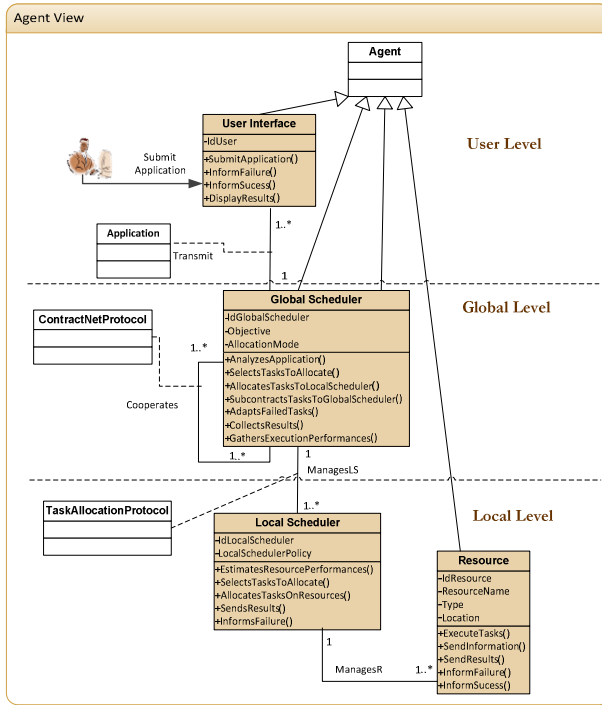 Agent View
Agent
User Interface
-IdUser
+SubmitApplication()
+InformFailure()
+InformSucess()
+DisplayResults()
User Level
Submit
Application
1..*
Application
Transmit
1
Global Level
Global Scheduler
-IdGlobalScheduler
-Objective
-AllocationMode
+AnalyzesApplication()
+SelectsTasksToAllocate()
+AllocatesTasksToLocalScheduler()
+SubcontractsTasksToGlobalScheduler()
+AdaptsFailedTasks()
+CollectsResults()
+GathersExecutionPerformances()
ContractNetProtocol
1..*
Cooperates
1..*
1
ManagesLS
TaskAllocationProtocol
1..*
Local Level
Local Scheduler
-IdLocalScheduler
-LocalSchedulerPolicy
+EstimatesResourcePerformances()
+SelectsTasksToAllocate()
+AllocatesTasksOnResources()
+SendsResults()
+InformsFailure()
Resource
-IdResource
-ResourceName
-Type
-Location
+ExecuteTasks()
+SendInformation()
+SendResults()
+InformFailure()
+InformSucess()
1
ManagesR
1..*